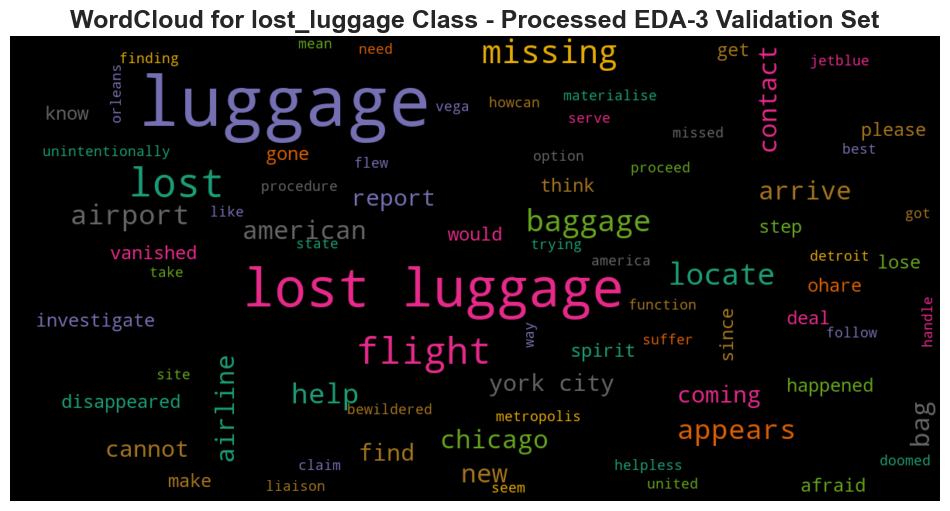 WordCloud for lost_luggage Class - Processed EDA-3 Validation Set
mean
need
missing
get
contact
jetblue
finding
orleans
luggage
vega
howcan
materialise
serve
know
missed
please
best
unintentionally
gone
flew
option
proceed
lost
procedure
report
think
arrive
airport
like
american
state
would
baggage
trying
step
got
vanished
take
america
locate
detroit
lose
ohare
lost luggage
function
investigate
way
since
deal
follow
handle
flight
spirit
suffer
site
airline
help
york city
coming
happened
disappeared
bewildered
metropolis
appears
bag
cannot
find
chicago
claim
new
helpless
doomed
make
liaison
seem
united
afraid